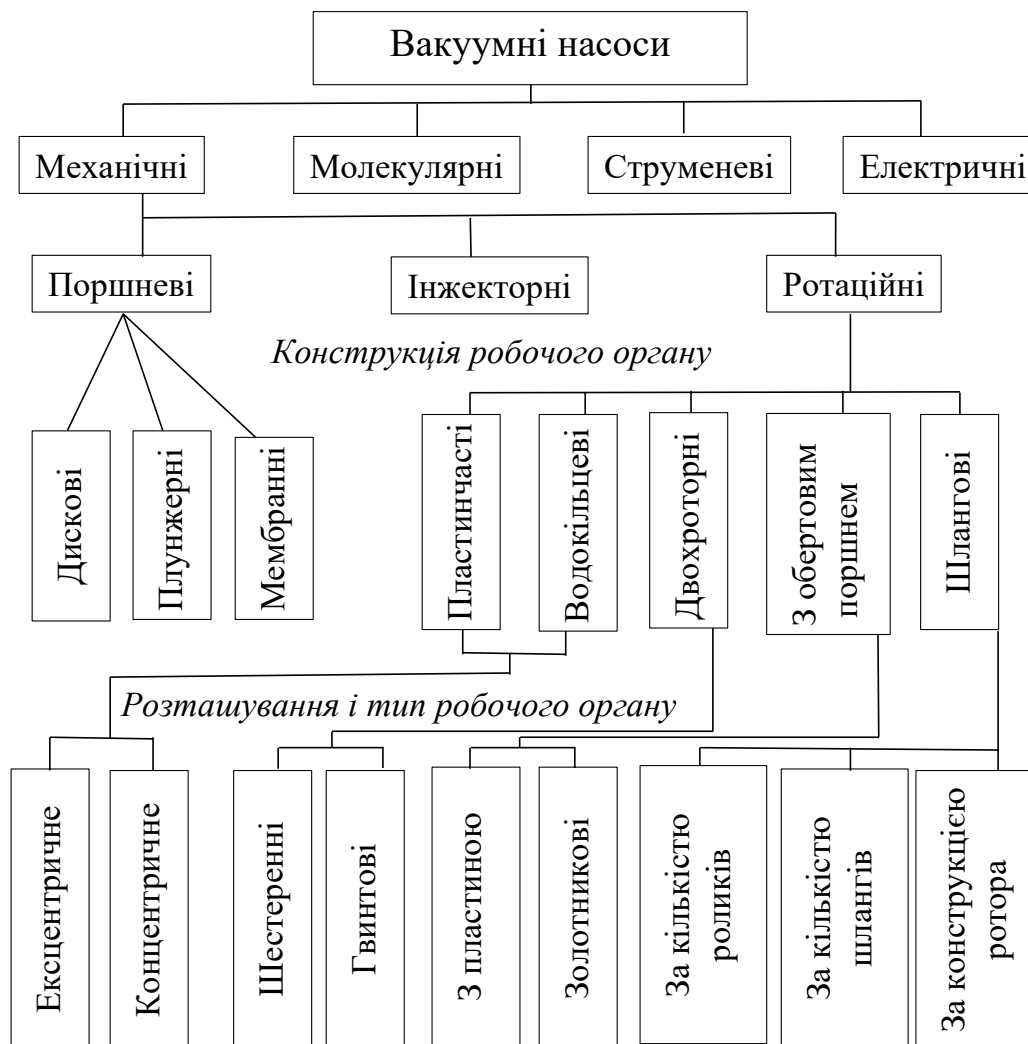 Вакуумні насоси
Механічні
Молекулярні
Струменеві
Електричні
Поршневі
Інжекторні
Ротаційні
Конструкція робочого органу
Дискові
Плунжерні
Мембранні
Пластинчасті
Водокільцеві
Двохроторні
З обертовим
поршнем
Шлангові
Розташування і тип робочого органу
Ексцентричне
Концентричне
Шестеренні
Гвинтові
З пластиною
Золотникові
За кількістю
роликів
За кількістю
шлангів
За конструкцією
ротора